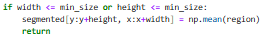 if width <= min_size or height <= min_size:
    segmented[y:y+height, x:x+width] = np.mean(region)
    return